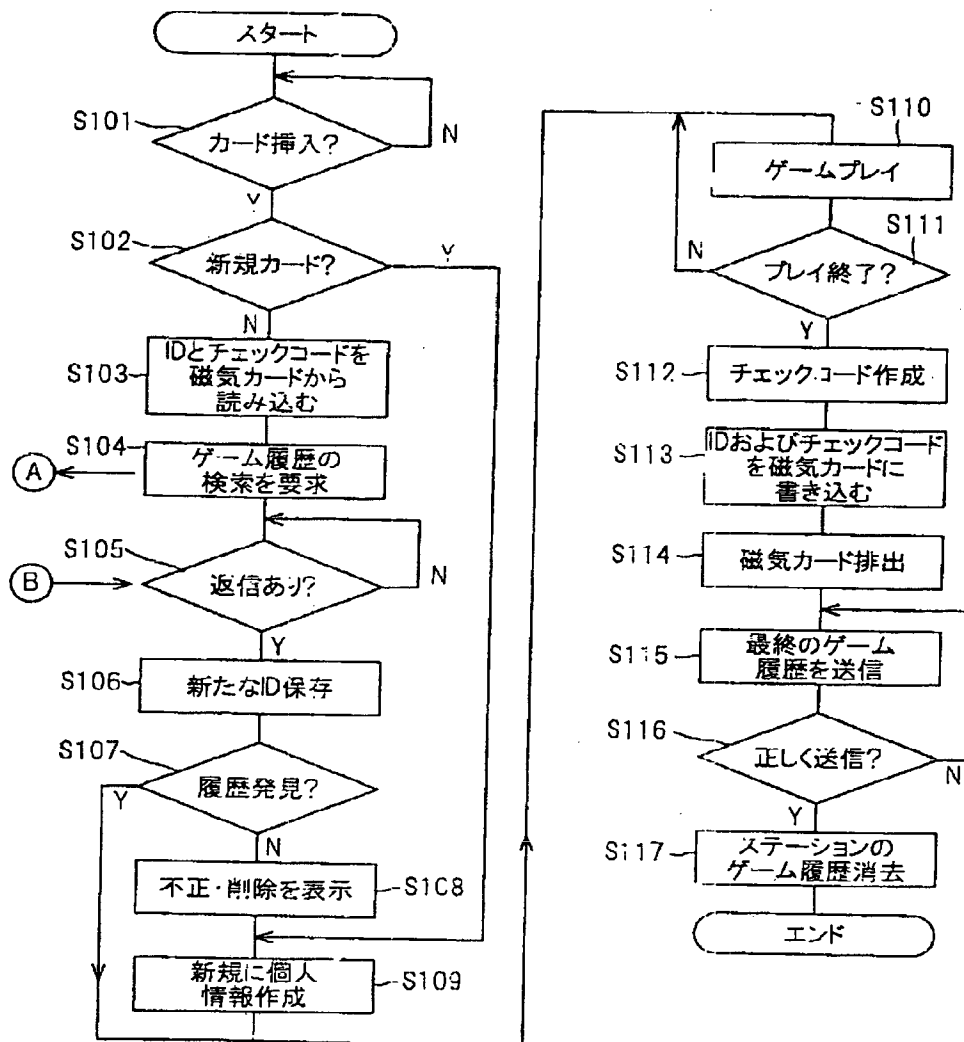 スタート
S101
カード挿入?
N
Y
S102
新規カード?
Y
N
S103
IDとチェックコードを
磁気カードから
読み込む
S104
A
ゲーム履歴の
検索を要求
S105
B
返信あり?
N
Y
S106
新たなID保存
S107
Y
履歴発見?
N
不正・削除を表示
S108
新規に個人
情報作成
S109
S110
ゲームプレイ
S111
N
プレイ終了?
Y
S112
チェックコード作成
S113
IDおよびチェックコード
を磁気カードに
書き込む
S114
磁気カード排出
S115
最終のゲーム
履歴を送信
S116
正しく送信?
N
Y
S117
ステーションの
ゲーム履歴消去
エンド